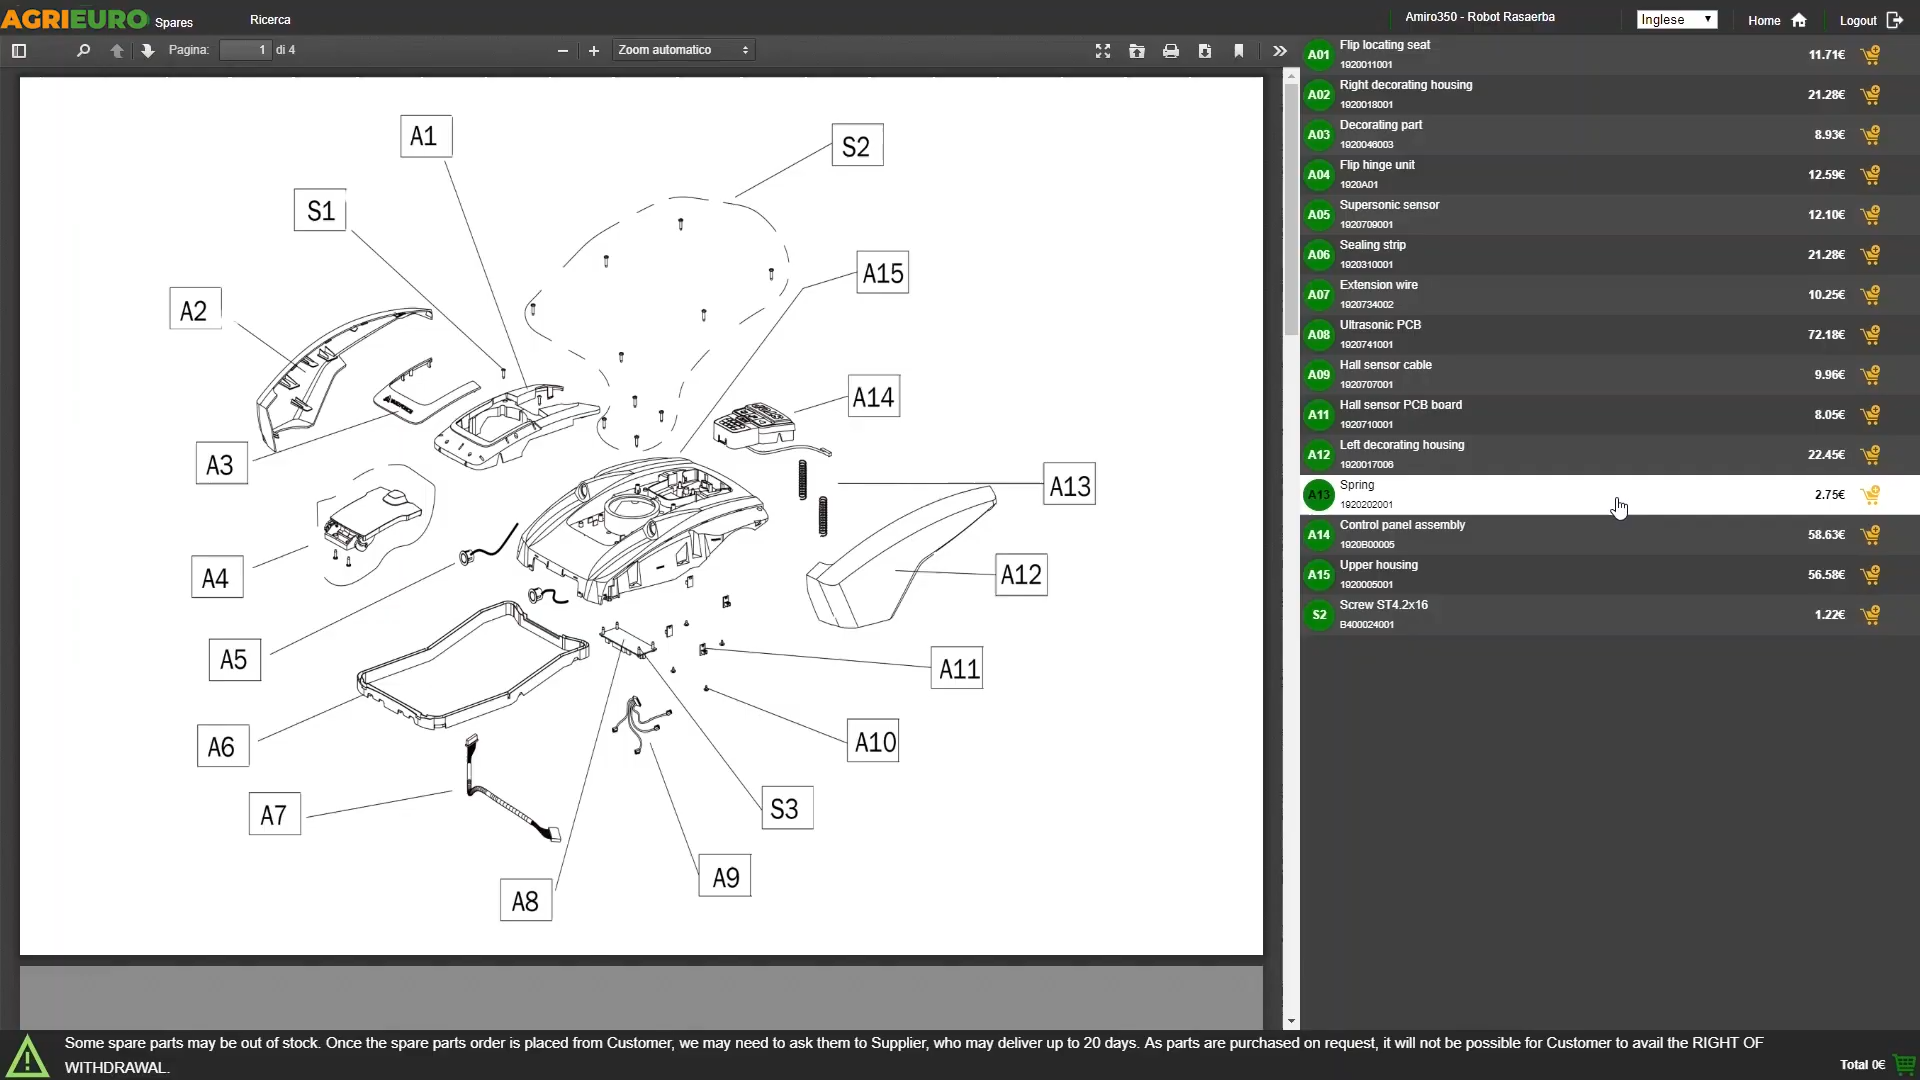 AGRIEURO Spares
Ricerca
Amiro350 - Robot Rasaerba
Inglese
Home
Logout
Pagina: 1 di 4
Zoom automatico
A1
S2
S1
A15
A2
A14
A3
A13
A4
A12
A5
A11
A6
A10
A7
S3
A9
A8
A01 Flip locating seat 11.71€
1920011001
A02 Right decorating housing 21.28€
1920018001
A03 Decorating part 8.93€
1920046003
A04 Flip hinge unit 12.59€
1920A01
A05 Supersonic sensor 12.10€
1920709001
A06 Sealing strip 21.28€
1920310001
A07 Extension wire 10.25€
1920734002
A08 Ultrasonic PCB 72.18€
1920741001
A09 Hall sensor cable 9.96€
1920707001
A11 Hall sensor PCB board 8.05€
1920710001
A12 Left decorating housing 22.45€
1920017006
A13 Spring 2.75€
1920202001
A14 Control panel assembly 58.63€
1920B00005
A15 Upper housing 56.58€
1920005001
S2 Screw ST4.2x16 1.22€
B400024001
Some spare parts may be out of stock. Once the spare parts order is placed from Customer, we may need to ask them to Supplier, who may deliver up to 20 days. As parts are purchased on request, it will not be possible for Customer to avail the RIGHT OF
WITHDRAWAL.
Total 0€